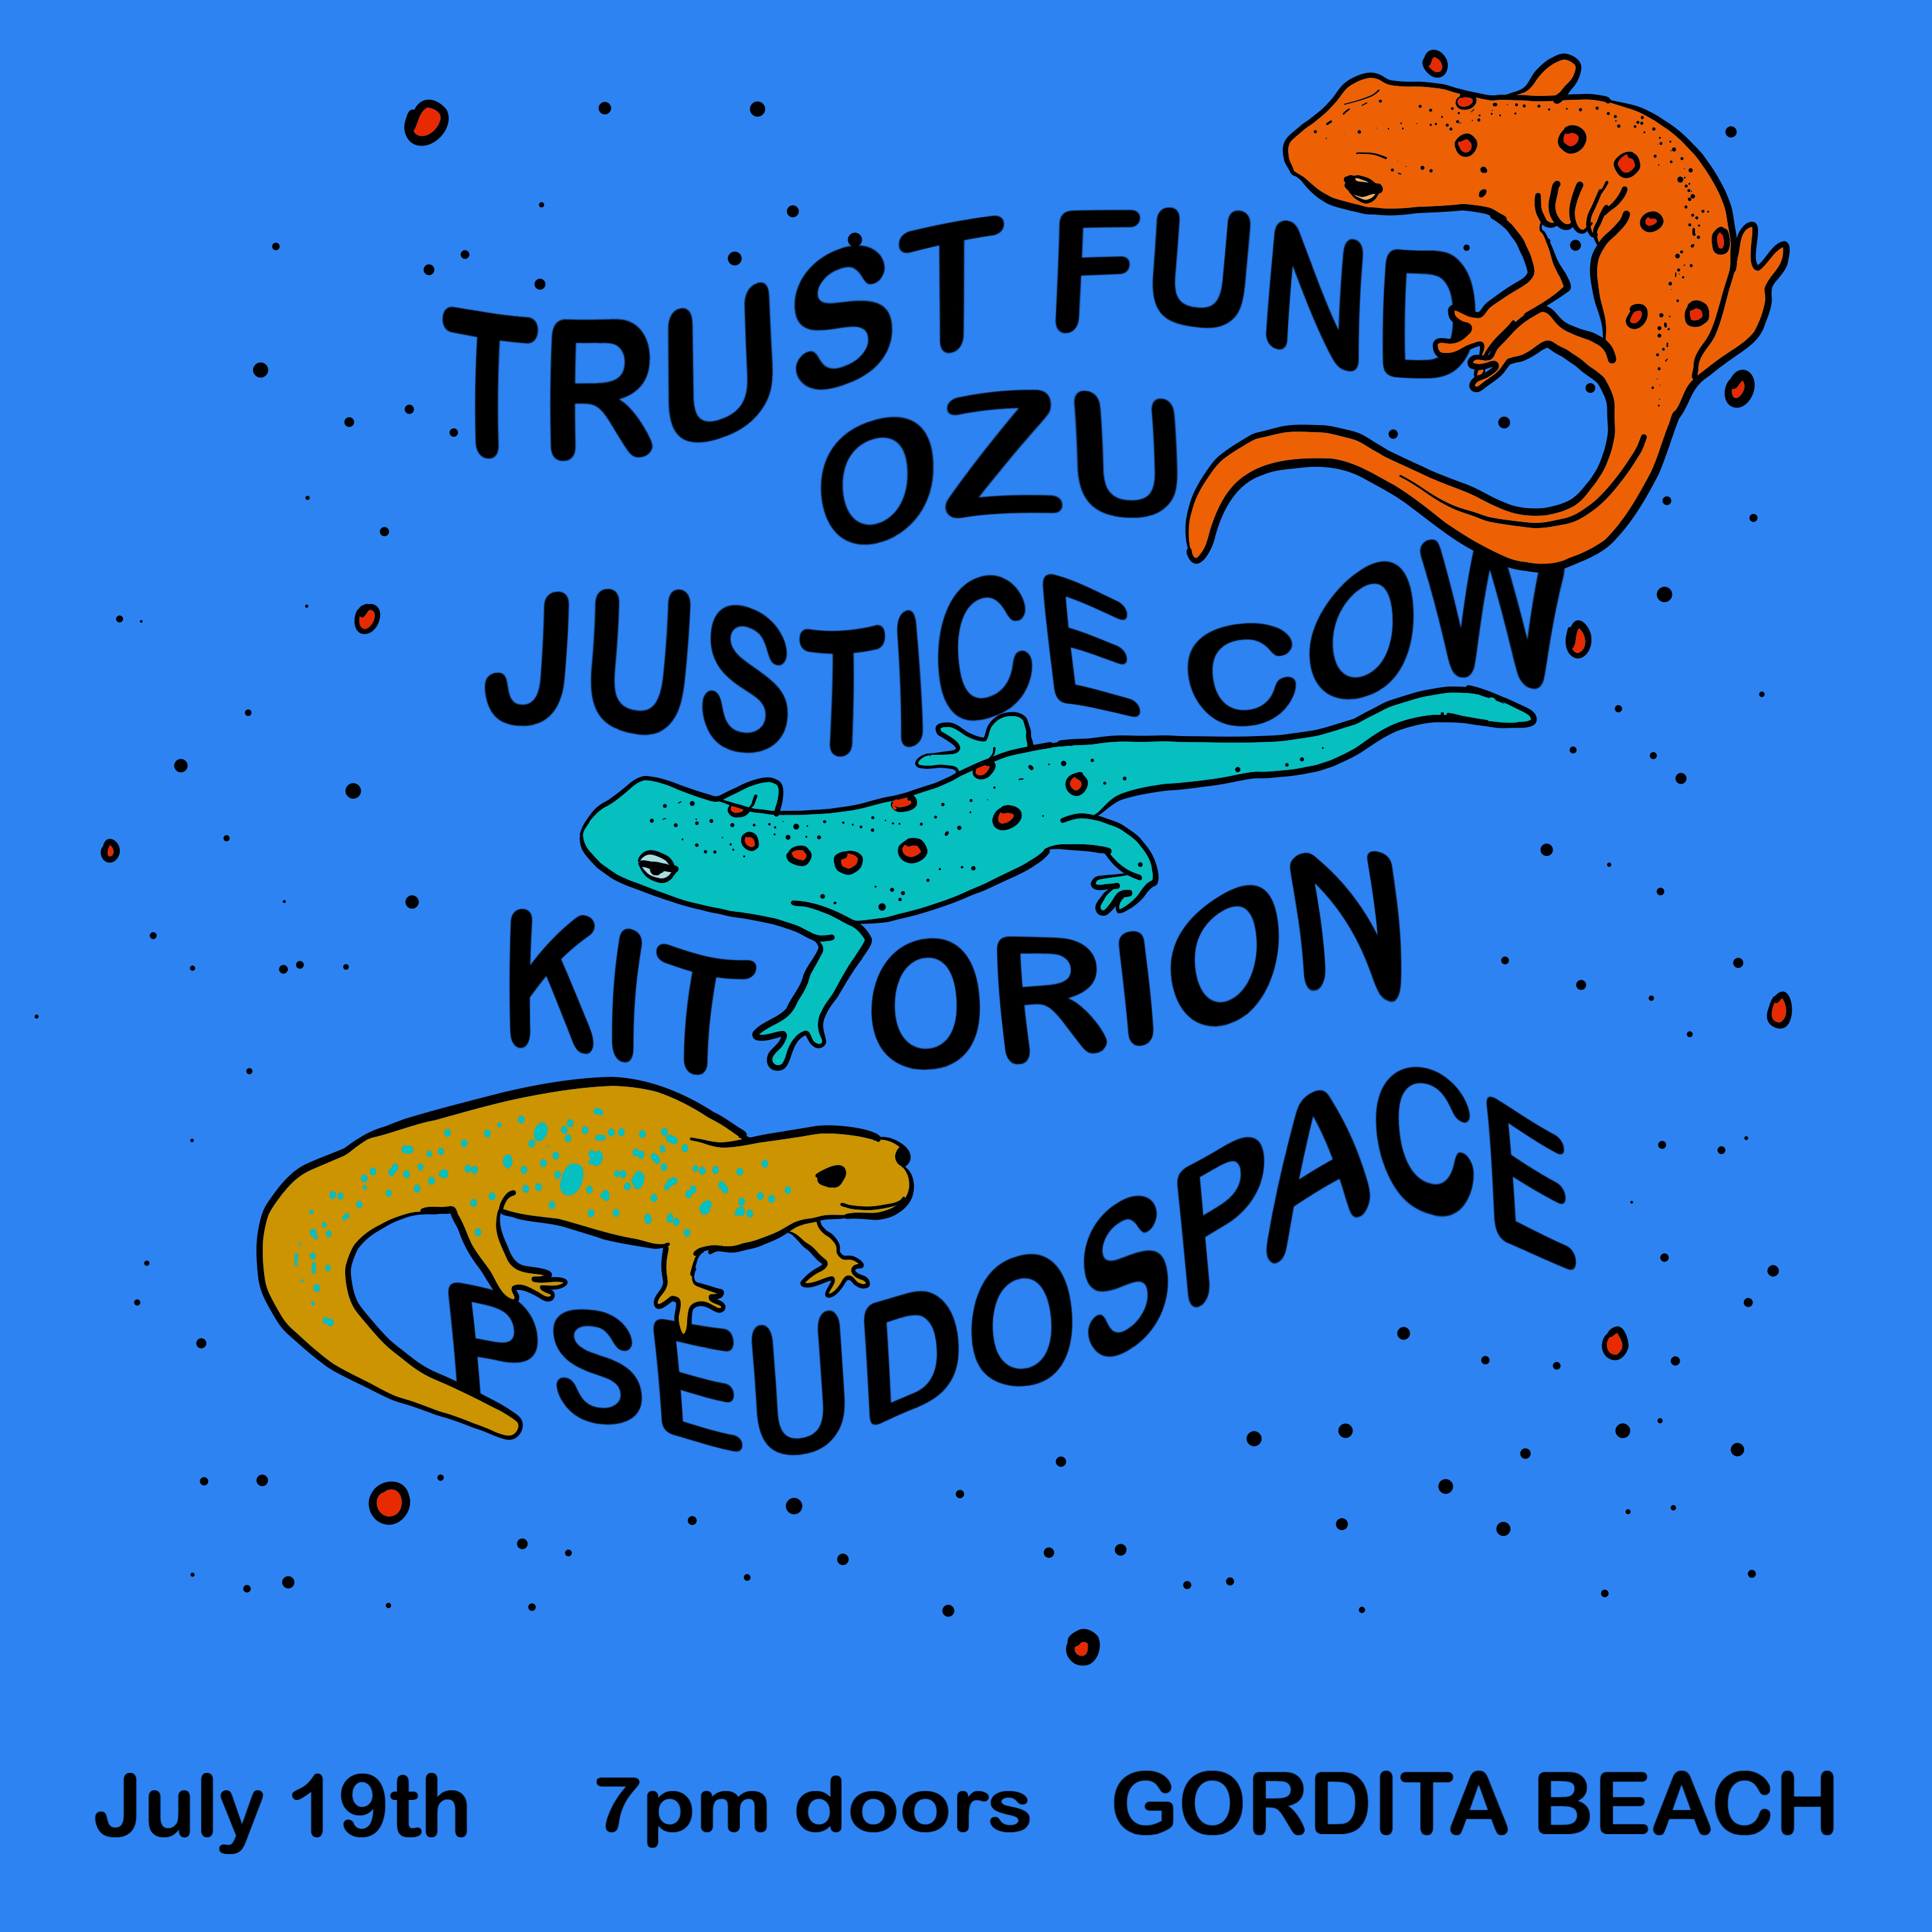 TRUST FUND
OZU
JUSTICE COW
KIT ORION
PSEUDOSPACE
July 19th 7pm doors GORDITA BEACH